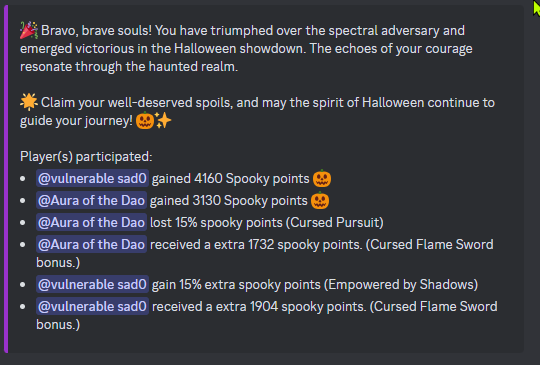 🎉 Bravo, brave souls! You have triumphed over the spectral adversary and
emerged victorious in the Halloween showdown. The echoes of your courage
resonate through the haunted realm.
🌟 Claim your well-deserved spoils, and may the spirit of Halloween continue to
guide your journey! 🎃✨
Player(s) participated:
• @vulnerable sad0 gained 4160 Spooky points 🎃
• @Aura of the Dao gained 3130 Spooky points 🎃
• @Aura of the Dao lost 15% spooky points (Cursed Pursuit)
• @Aura of the Dao received a extra 1732 spooky points. (Cursed Flame Sword
bonus.)
• @vulnerable sad0 gain 15% extra spooky points (Empowered by Shadows)
• @vulnerable sad0 received a extra 1904 spooky points. (Cursed Flame Sword
bonus.)